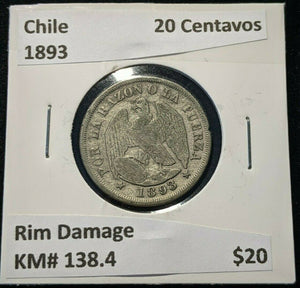 Chile 20 Centavos
1893
POR LA RAZON O LA FUERZA
1893
Rim Damage
KM# 138.4 $20